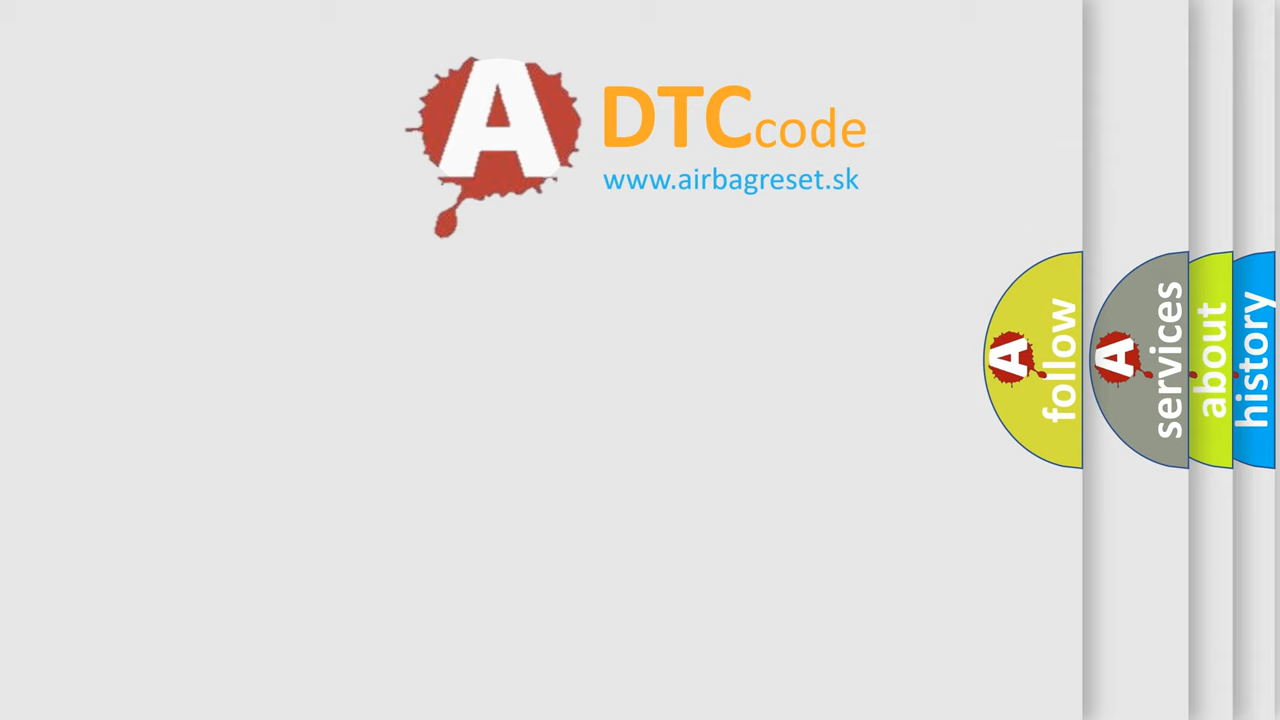 A
DTCcode
www.airbagreset.sk
A follow
A services
about
history